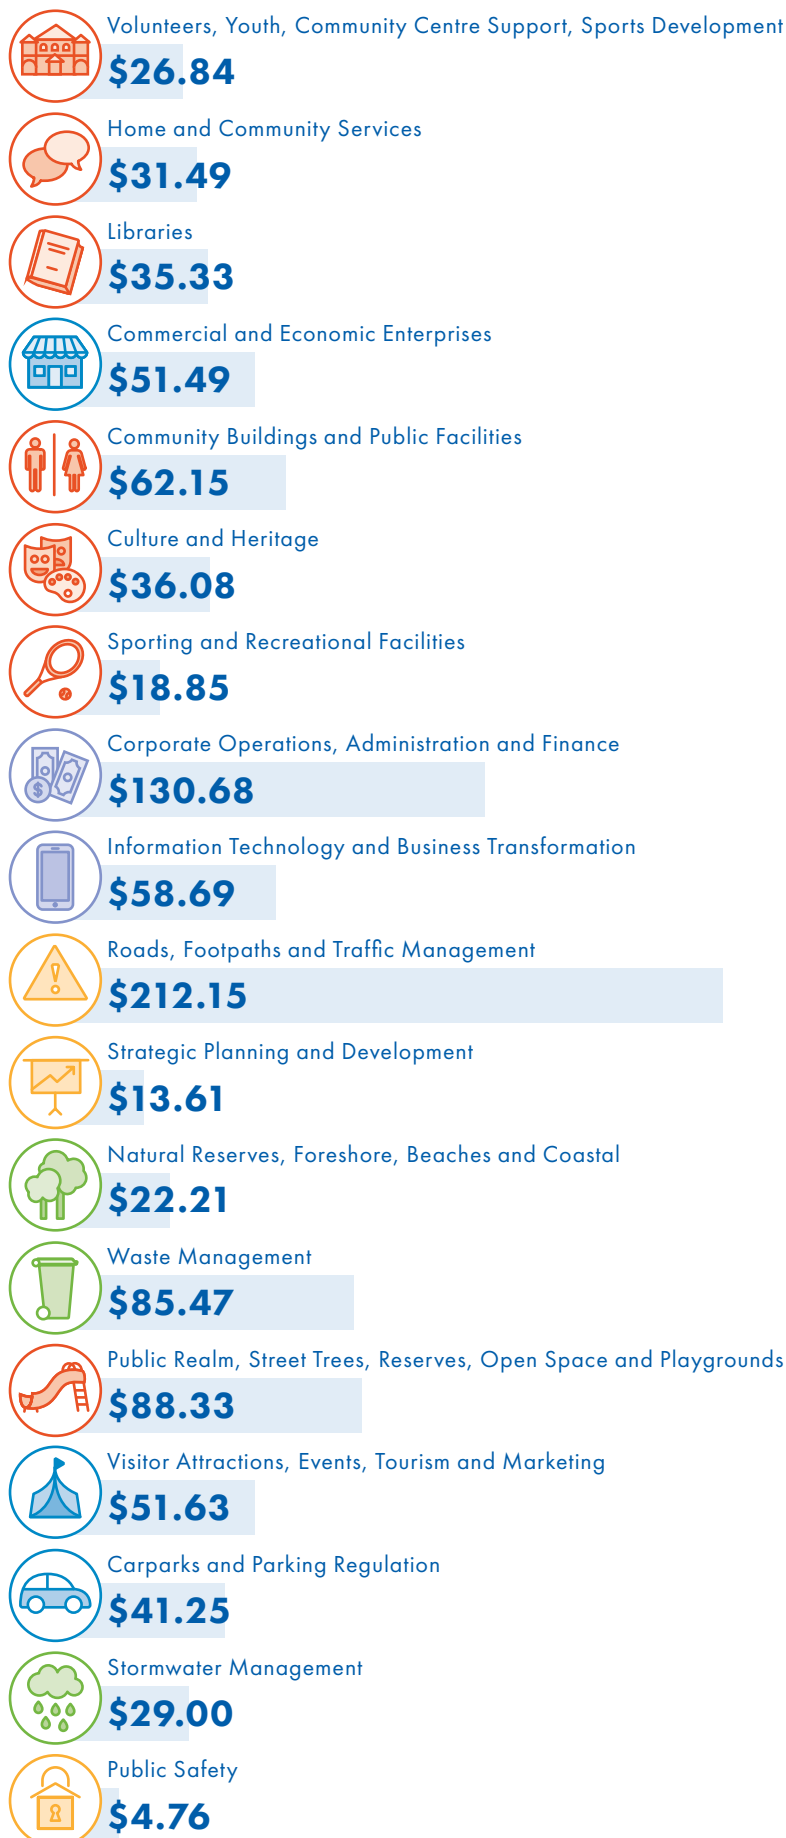 Volunteers, Youth, Community Centre Support, Sports Development
$26.84
Home and Community Services
$31.49
Libraries
$35.33
Commercial and Economic Enterprises
$51.49
Community Buildings and Public Facilities
$62.15
Culture and Heritage
$36.08
Sporting and Recreational Facilities
$18.85
Corporate Operations, Administration and Finance
$
$130.68
Information Technology and Business Transformation
$58.69
Roads, Footpaths and Traffic Management
!
$212.15
Strategic Planning and Development
$13.61
Natural Reserves, Foreshore, Beaches and Coastal
$22.21
Waste Management
$85.47
Public Realm, Street Trees, Reserves, Open Space and Playgrounds
$88.33
Visitor Attractions, Events, Tourism and Marketing
$51.63
Carparks and Parking Regulation
$41.25
Stormwater Management
$29.00
Public Safety
$4.76